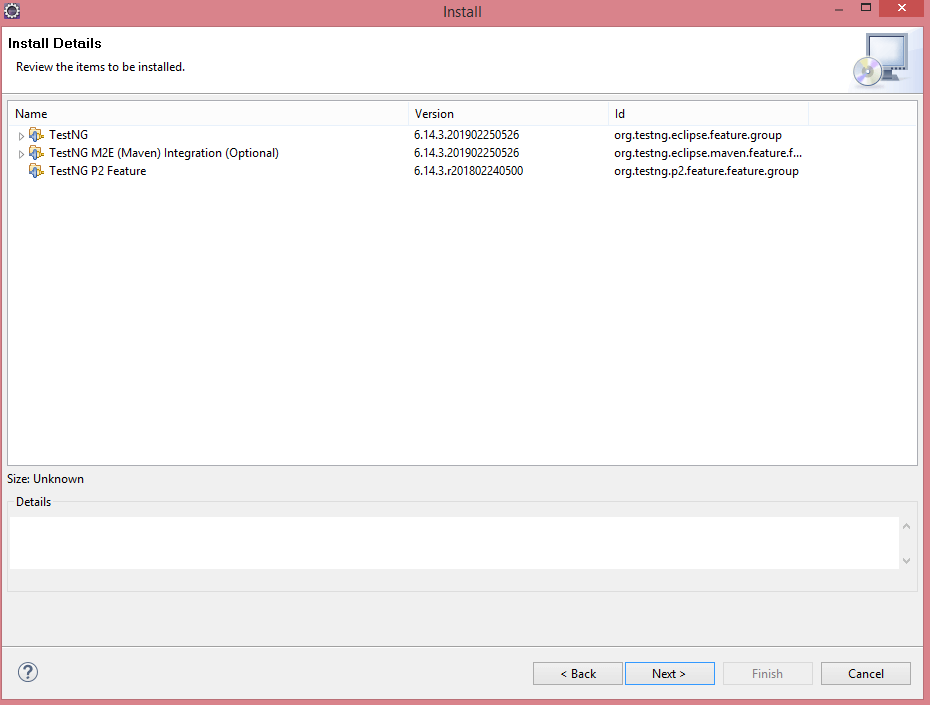 Install
Install Details
Review the items to be installed.
Name Version Id
TestNG 6.14.3.201902250526 org.testng.eclipse.feature.group
TestNG M2E (Maven) Integration (Optional) 6.14.3.201902250526 org.testng.eclipse.maven.feature.f...
TestNG P2 Feature 6.14.3.r201802240500 org.testng.p2.feature.feature.group
Size: Unknown
Details
? < Back Next > Finish Cancel